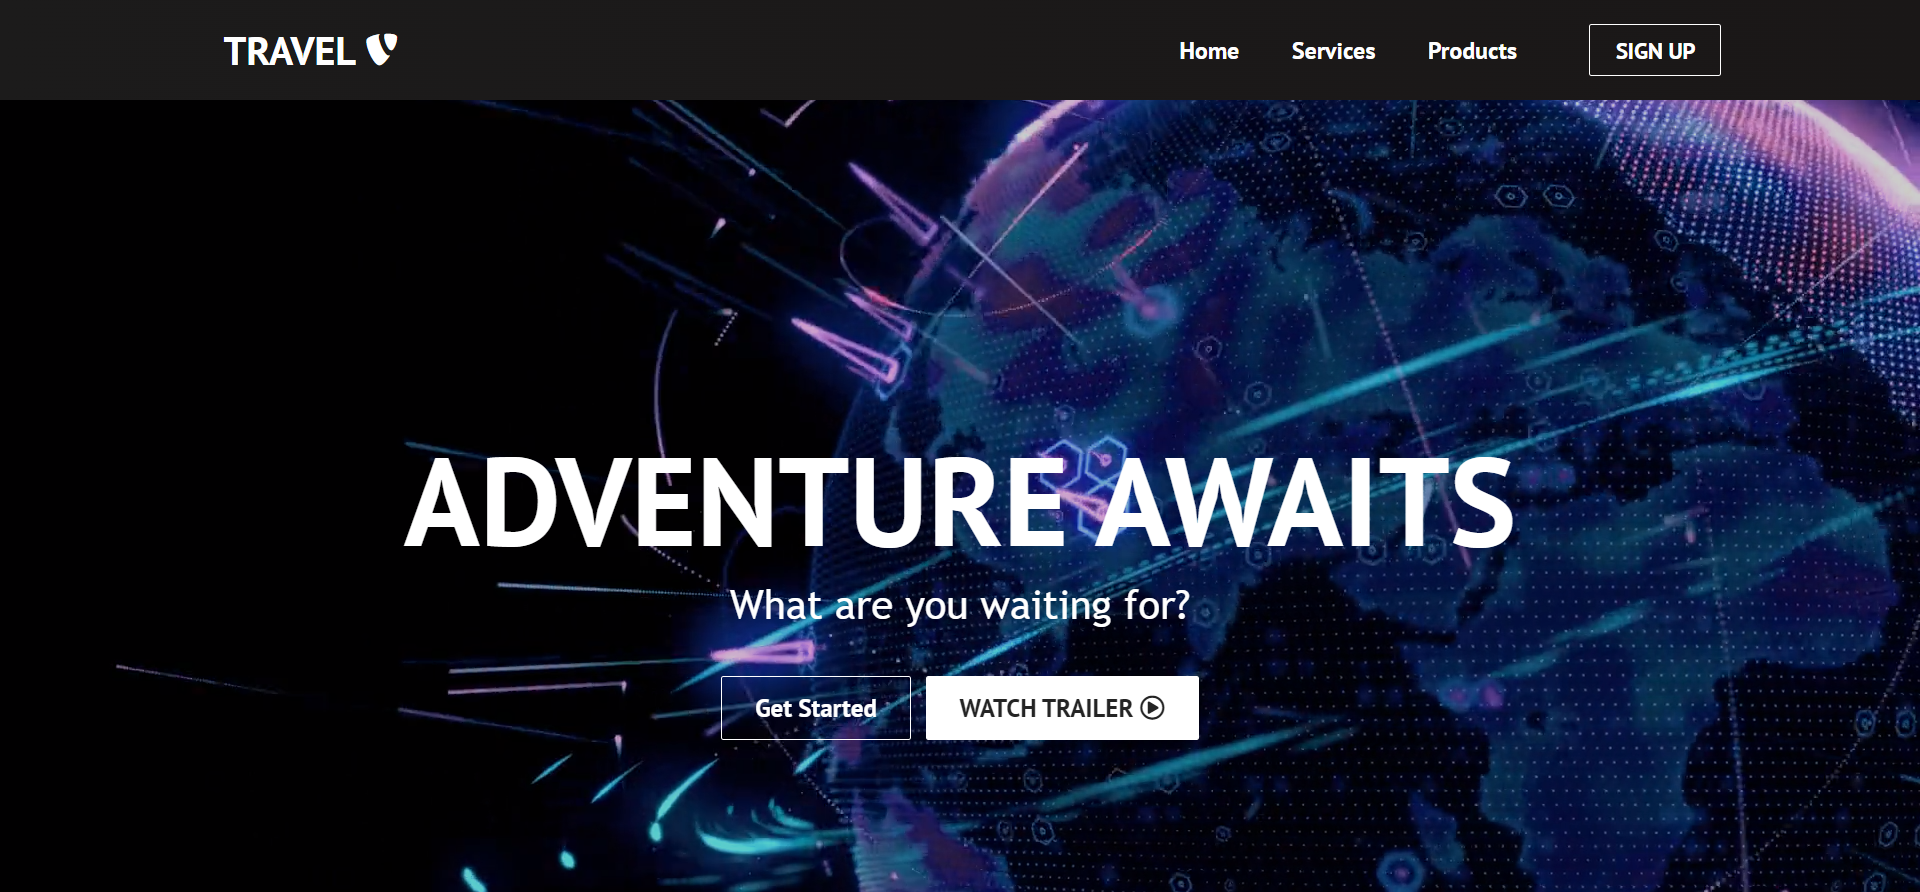 TRAVEL
Home Services Products SIGN UP
ADVENTURE AWAITS
What are you waiting for?
Get Started WATCH TRAILER